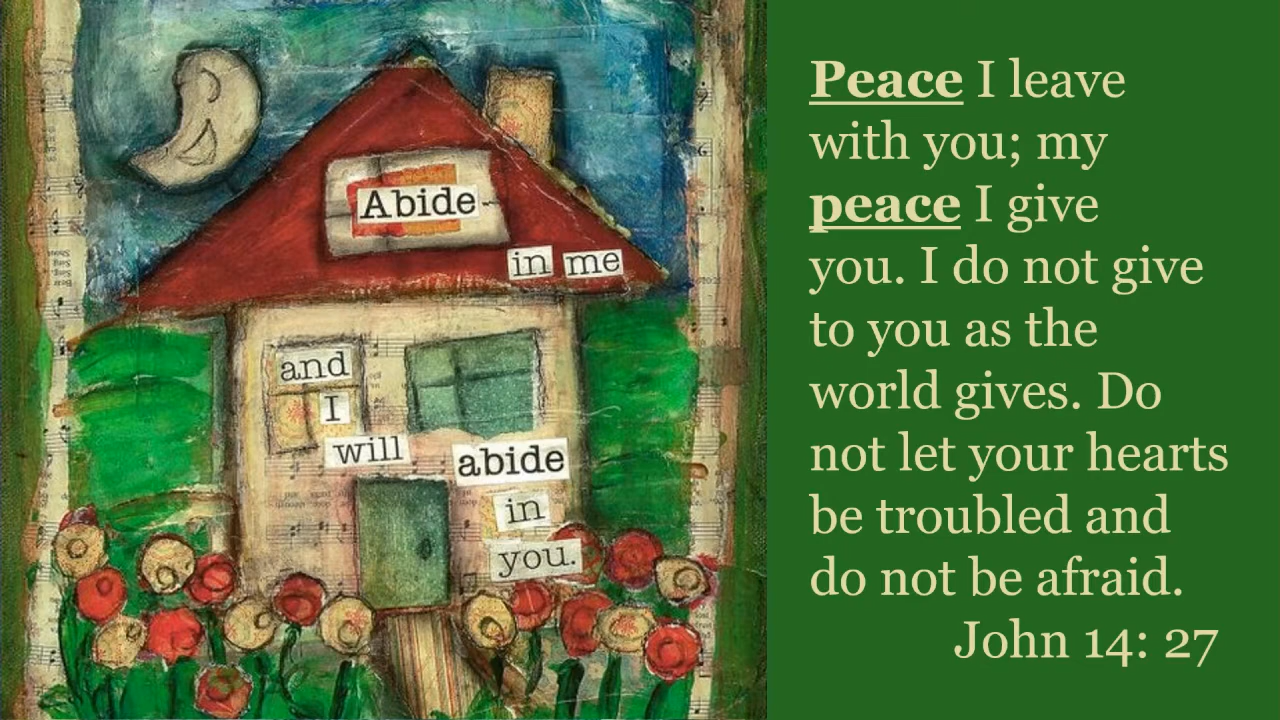 Abide
in me
and
I
will
abide
in
you.
Peace I leave
with you; my
peace I give
you. I do not give
to you as the
world gives. Do
not let your hearts
be troubled and
do not be afraid.
John 14: 27